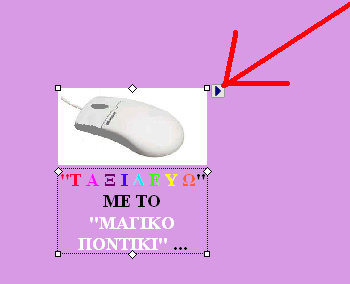 "Τ Α Ξ Ι Δ Ε Υ Ω"
ΜΕ ΤΟ
"ΜΑΓΙΚΟ
ΠΟΝΤΙΚΙ" ...